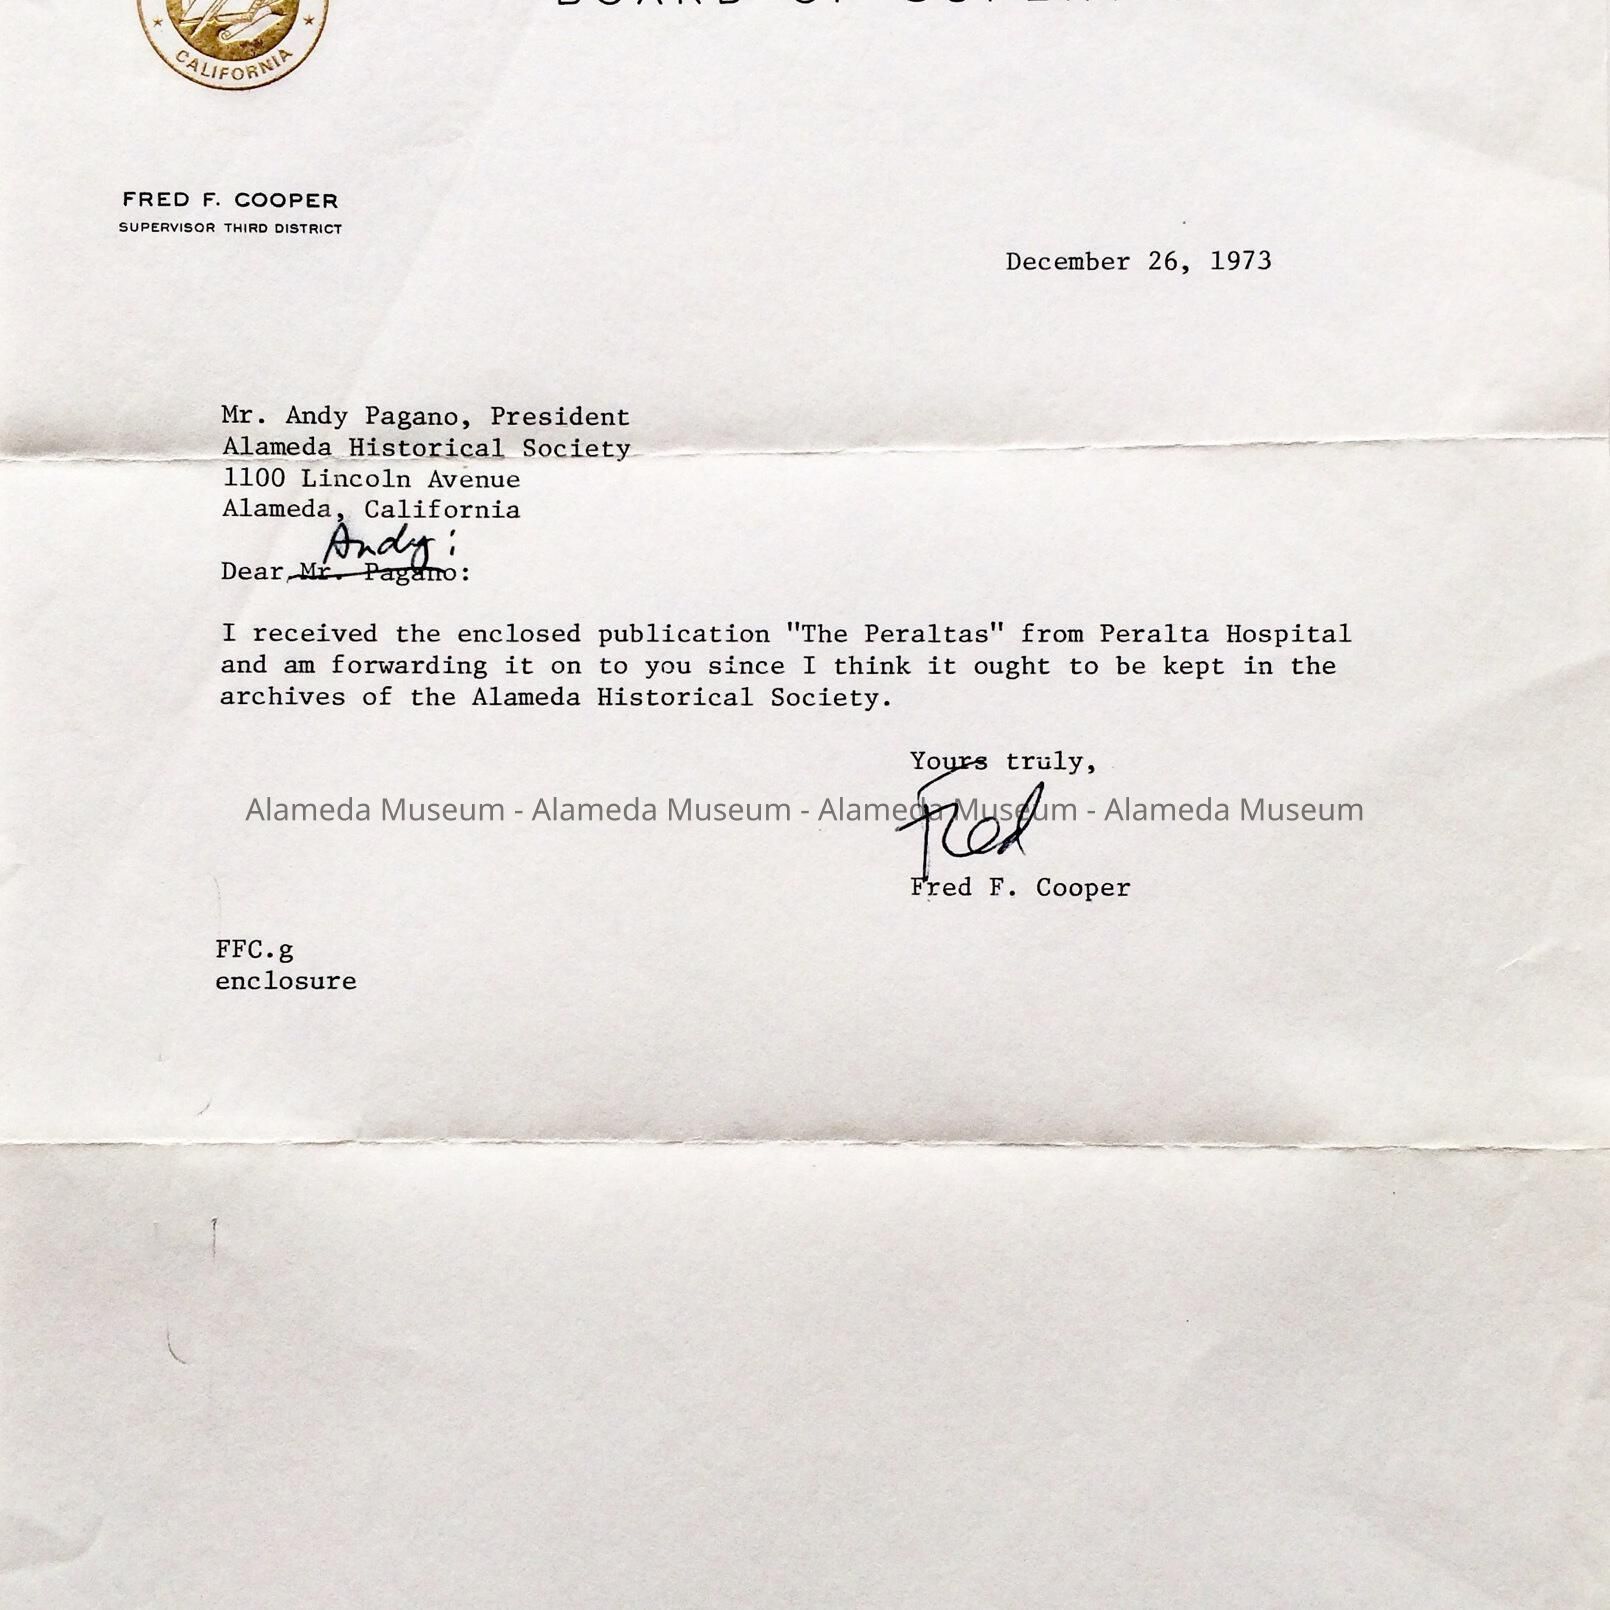 BOARD OF
CALIFORNIA
FRED F. COOPER
SUPERVISOR THIRD DISTRICT
December 26, 1973
Mr. Andy Pagano, President
Alameda Historical Society
1100 Lincoln Avenue
Alameda, California
Andy:
Dear Mr. Pagano:
I received the enclosed publication "The Peraltas" from Peralta Hospital
and am forwarding it on to you since I think it ought to be kept in the
archives of the Alameda Historical Society.
Yours truly,
Alameda Museum - Alameda Museum - Alameda Museum - Alameda Museum
Fred
Fred F. Cooper
FFC.g
enclosure